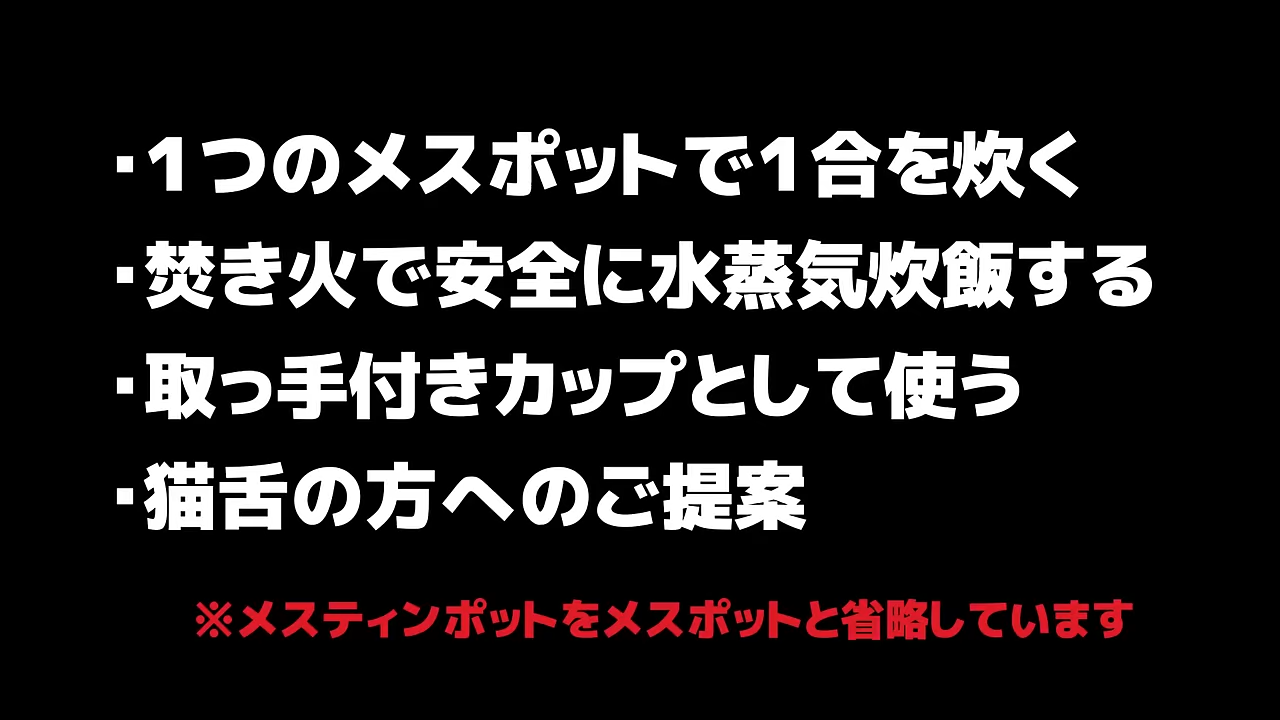 ・1つのメスポットで1合を炊く
・焚き火で安全に水蒸気炊飯する
・取っ手付きカップとして使う
・猫舌の方へのご提案
※メスティンポットをメスポットと省略しています